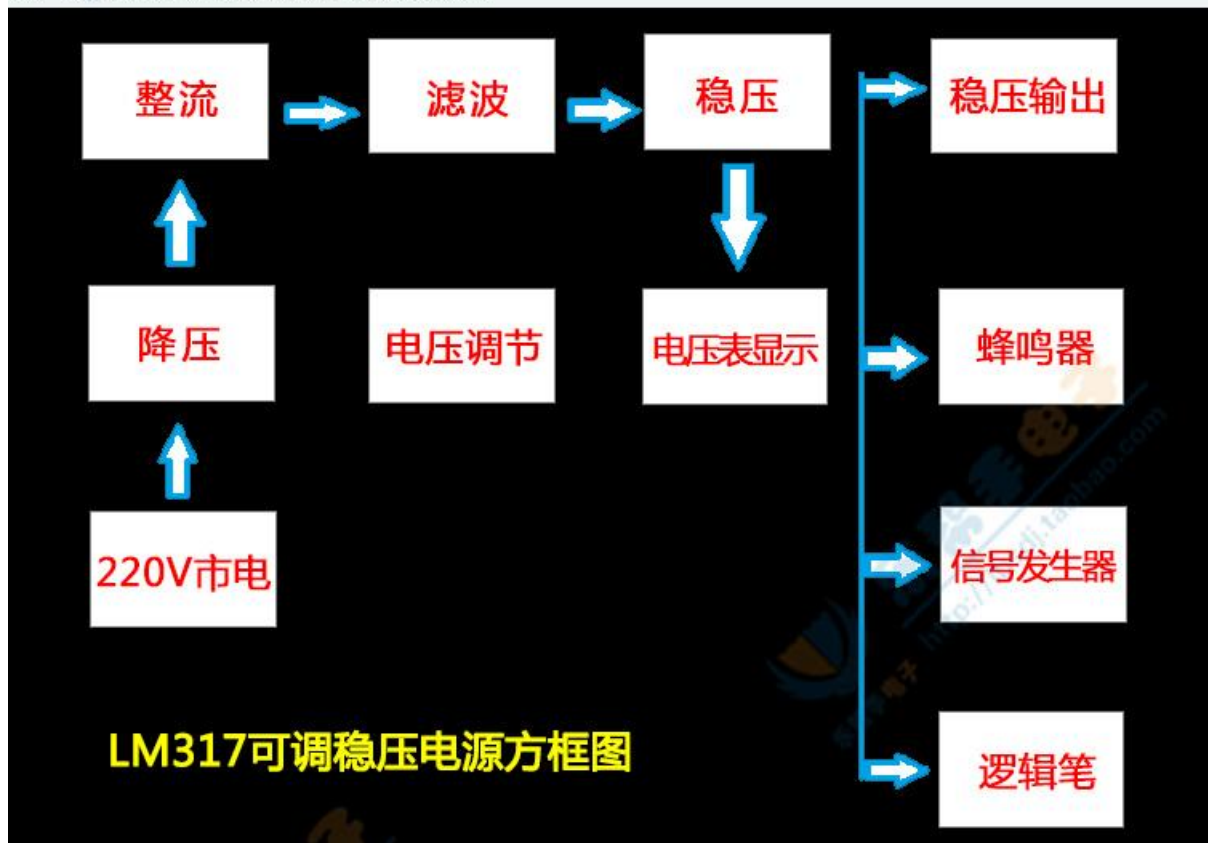 整流
滤波
稳压
稳压输出
降压
电压调节
电压表显示
蜂鸣器
220V市电
信号发生器
LM317可调稳压电源方框图
逻辑笔